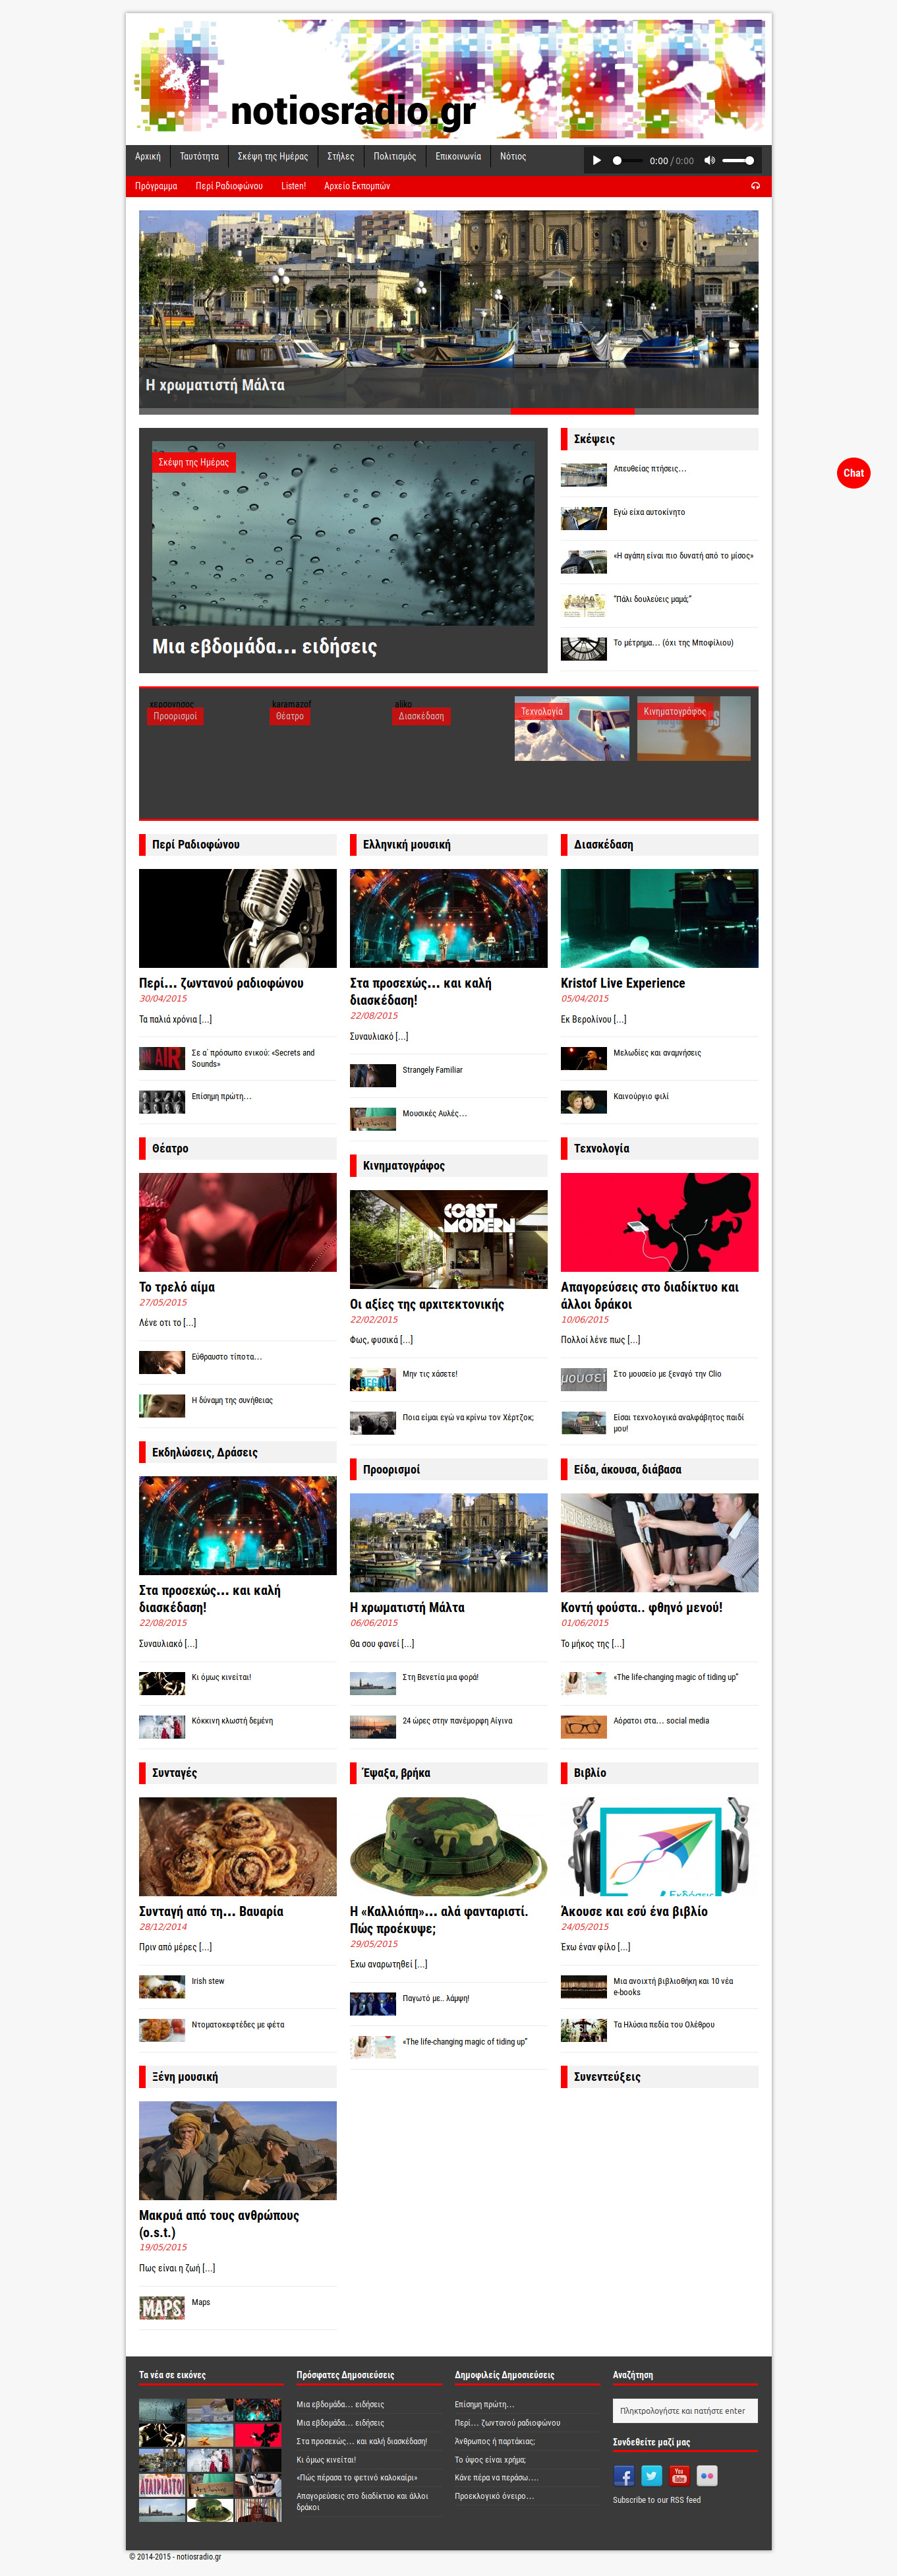 notiosradio.gr
Αρχική Ταυτότητα Σκέψη της Ημέρας Στήλες Πολιτισμός Επικοινωνία Νότιος
0:00 / 0:00
Πρόγραμμα Περί Ραδιοφώνου Listen! Αρχείο Εκπομπών
Η χρωματιστή Μάλτα
Σκέψη της Ημέρας
Μια εβδομάδα… ειδήσεις
Σκέψεις
Απευθείας πτήσεις…
Εγώ είχα αυτοκίνητο
«Η αγάπη είναι πιο δυνατή από το μίσος»
“Πάλι δουλεύεις μαμά;”
Το μέτρημα… (όχι της Μποφίλιου)
Chat
χερσονησος
Προορισμοί
karamazof
Θέατρο
aliko
Διασκέδαση
Τεχνολογία
Κινηματογράφος
Περί Ραδιοφώνου
Περί… ζωντανού ραδιοφώνου
30/04/2015
Τα παλιά χρόνια [...]
ON AIR
Σε α΄ πρόσωπο ενικού: «Secrets and
Sounds»
Επίσημη πρώτη…
Ελληνική μουσική
Στα προσεχώς… και καλή
διασκέδαση!
22/08/2015
Συναυλιακό [...]
Strangely Familiar
Μουσικές Αυλές…
Διασκέδαση
Kristof Live Experience
05/04/2015
Εκ Βερολίνου [...]
Μελωδίες και αναμνήσεις
Καινούργιο φιλί
Θέατρο
Το τρελό αίμα
27/05/2015
Λένε οτι το [...]
Εύθραυστο τίποτα…
Η δύναμη της συνήθειας
Κινηματογράφος
COAST
MODERN
Οι αξίες της αρχιτεκτονικής
22/02/2015
Φως, φυσικά [...]
Μην τις χάσετε!
Ποια είμαι εγώ να κρίνω τον Χέρτζοκ;
Τεχνολογία
Απαγορεύσεις στο διαδίκτυο και
άλλοι δράκοι
10/06/2015
Πολλοί λένε πως [...]
μουσεί
Στο μουσείο με ξεναγό την Clio
Είσαι τεχνολογικά αναλφάβητος παιδί
μου!
Εκδηλώσεις, Δράσεις
Στα προσεχώς… και καλή
διασκέδαση!
22/08/2015
Συναυλιακό [...]
Κι όμως κινείται!
Κόκκινη κλωστή δεμένη
Προορισμοί
Η χρωματιστή Μάλτα
06/06/2015
Θα σου φανεί [...]
Στη Βενετία μια φορά!
24 ώρες στην πανέμορφη Αίγινα
Είδα, άκουσα, διάβασα
Κοντή φούστα.. φθηνό μενού!
01/06/2015
Το μήκος της [...]
«The life-changing magic of tiding up”
Αόρατοι στα… social media
Συνταγές
Συνταγή από τη… Βαυαρία
28/12/2014
Πριν από μέρες [...]
Irish stew
Ντοματοκεφτέδες με φέτα
Έψαξα, βρήκα
Η «Καλλιόπη»… αλά φανταριστί.
Πώς προέκυψε;
29/05/2015
Έχω αναρωτηθεί [...]
Παγωτό με.. λάμψη!
«The life-changing magic of tiding up”
Βιβλίο
Εκδόσεις
Άκουσε και εσύ ένα βιβλίο
24/05/2015
Έχω έναν φίλο [...]
Μια ανοιχτή βιβλιοθήκη και 10 νέα
e-books
Τα Ηλύσια πεδία του Ολέθρου
Ξένη μουσική
Μακρυά από τους ανθρώπους
(o.s.t.)
19/05/2015
Πως είναι η ζωή [...]
MAPS
Maps
Συνεντεύξεις
Τα νέα σε εικόνες
ΑΤΑΙΡΙΑΣΤΟΙ
Πρόσφατες Δημοσιεύσεις
Μια εβδομάδα… ειδήσεις
Μια εβδομάδα… ειδήσεις
Στα προσεχώς… και καλή διασκέδαση!
Κι όμως κινείται!
«Πώς πέρασα το φετινό καλοκαίρι»
Απαγορεύσεις στο διαδίκτυο και άλλοι
δράκοι
Δημοφιλείς Δημοσιεύσεις
Επίσημη πρώτη…
Περί… ζωντανού ραδιοφώνου
Άνθρωπος ή παρτάκιας;
Το ύψος είναι χρήμα;
Κάνε πέρα να περάσω….
Προεκλογικό όνειρο…
Αναζήτηση
Πληκτρολογήστε και πατήστε enter
Συνδεθείτε μαζί μας
You
Tube
Subscribe to our RSS feed
© 2014-2015 - notiosradio.gr